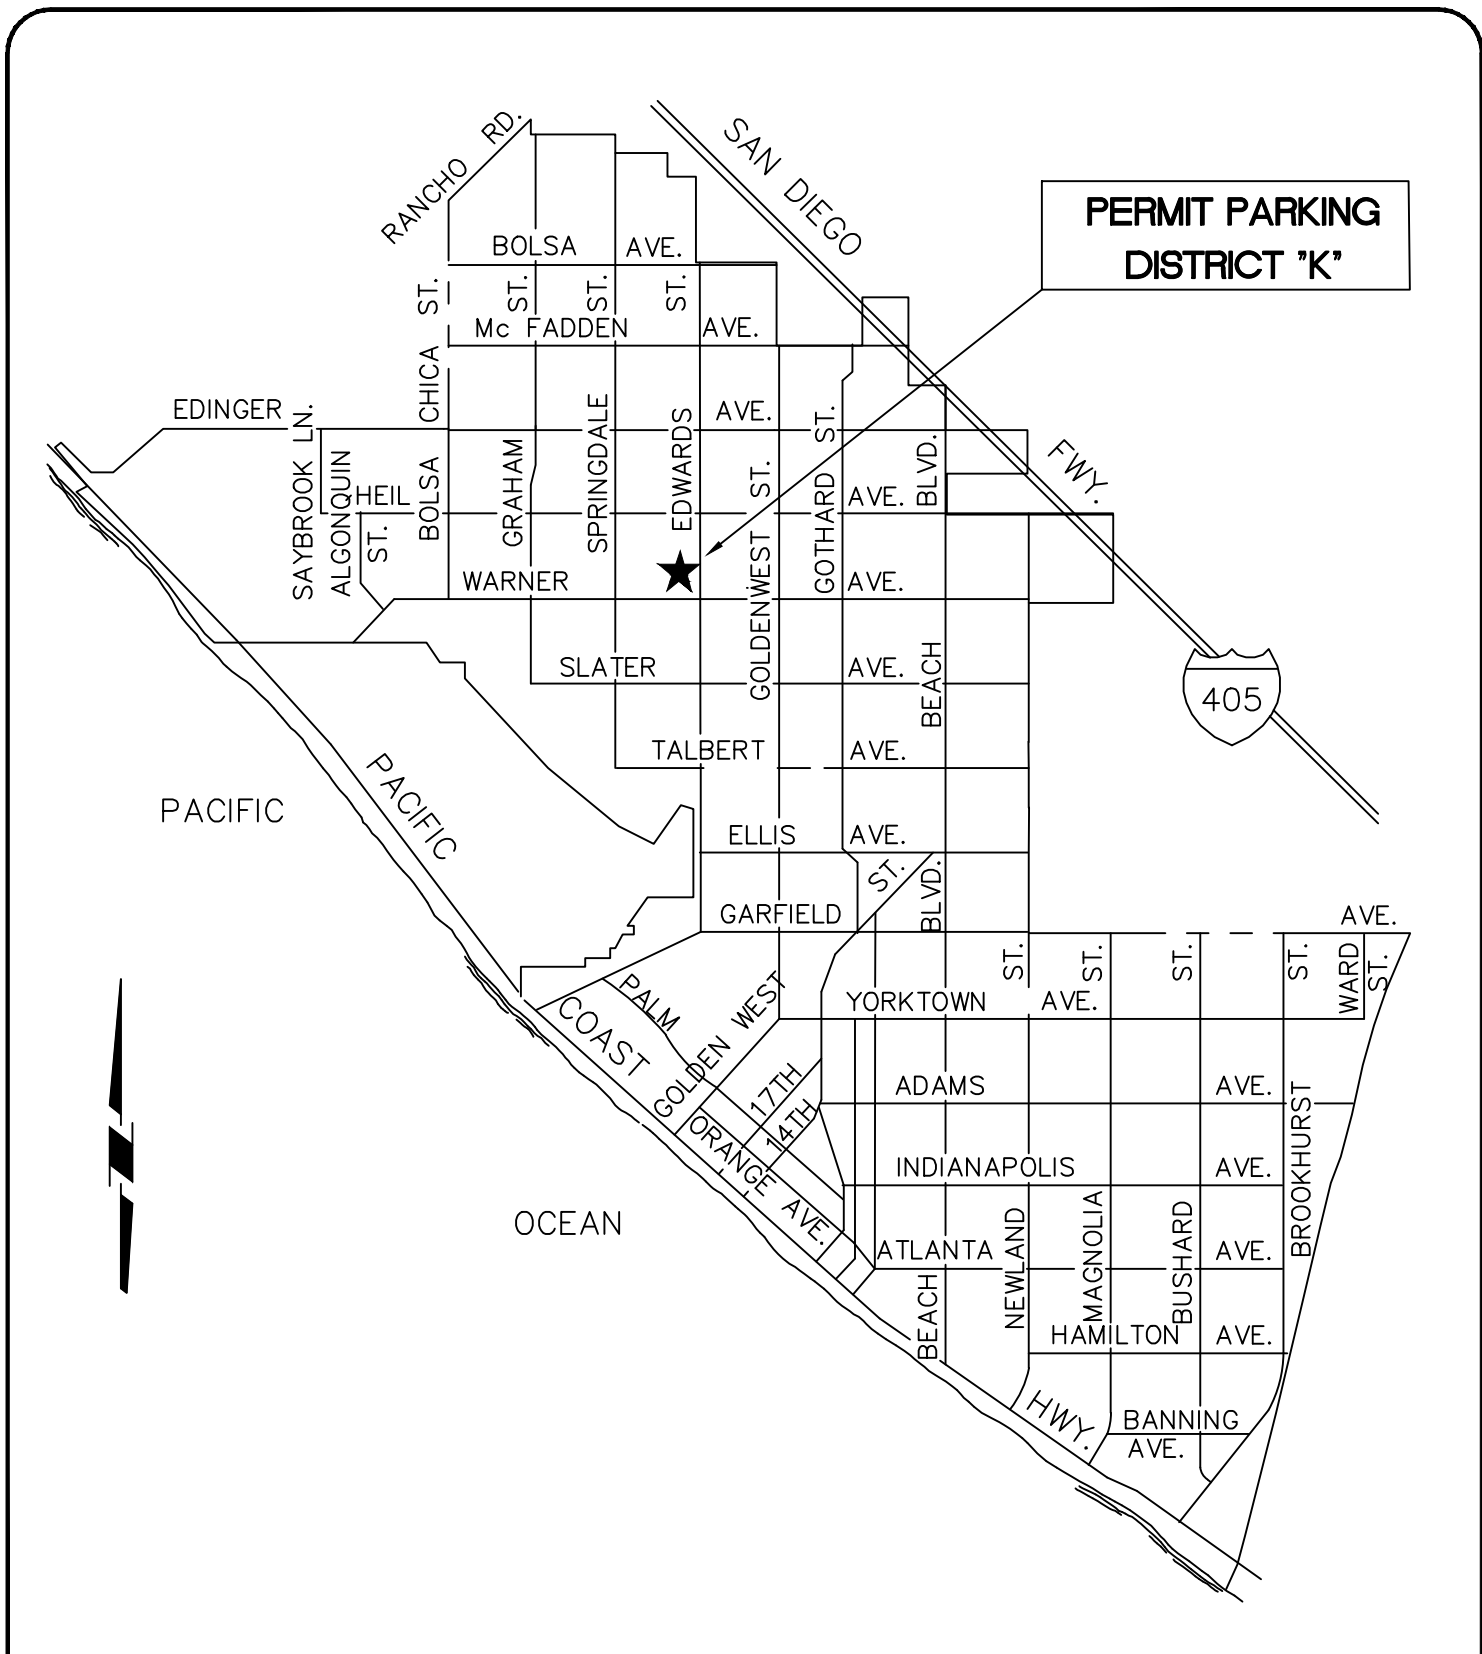 RANCHO RD.
SAN DIEGO
PERMIT PARKING
DISTRICT "K"
BOLSA AVE.
Mc FADDEN AVE.
EDINGER AVE.
HEIL AVE.
WARNER AVE.
SLATER AVE.
TALBERT AVE.
ELLIS AVE.
GARFIELD AVE.
YORKTOWN AVE.
ADAMS AVE.
INDIANAPOLIS AVE.
ATLANTA AVE.
HAMILTON AVE.
BANNING
AVE.
SAYBROOK LN.
ALGONQUIN
ST.
BOLSA CHICA ST.
GRAHAM ST.
SPRINGDALE ST.
EDWARDS ST.
GOLDENWEST ST.
GOTHARD ST.
BEACH BLVD.
FWY.
405
PACIFIC
PACIFIC
COAST
HWY.
OCEAN
ST.
BLVD.
PALM
GOLDEN WEST
17TH
14TH
ORANGE AVE.
BEACH
NEWLAND ST.
MAGNOLIA ST.
BUSHARD ST.
BROOKHURST ST.
WARD
ST.